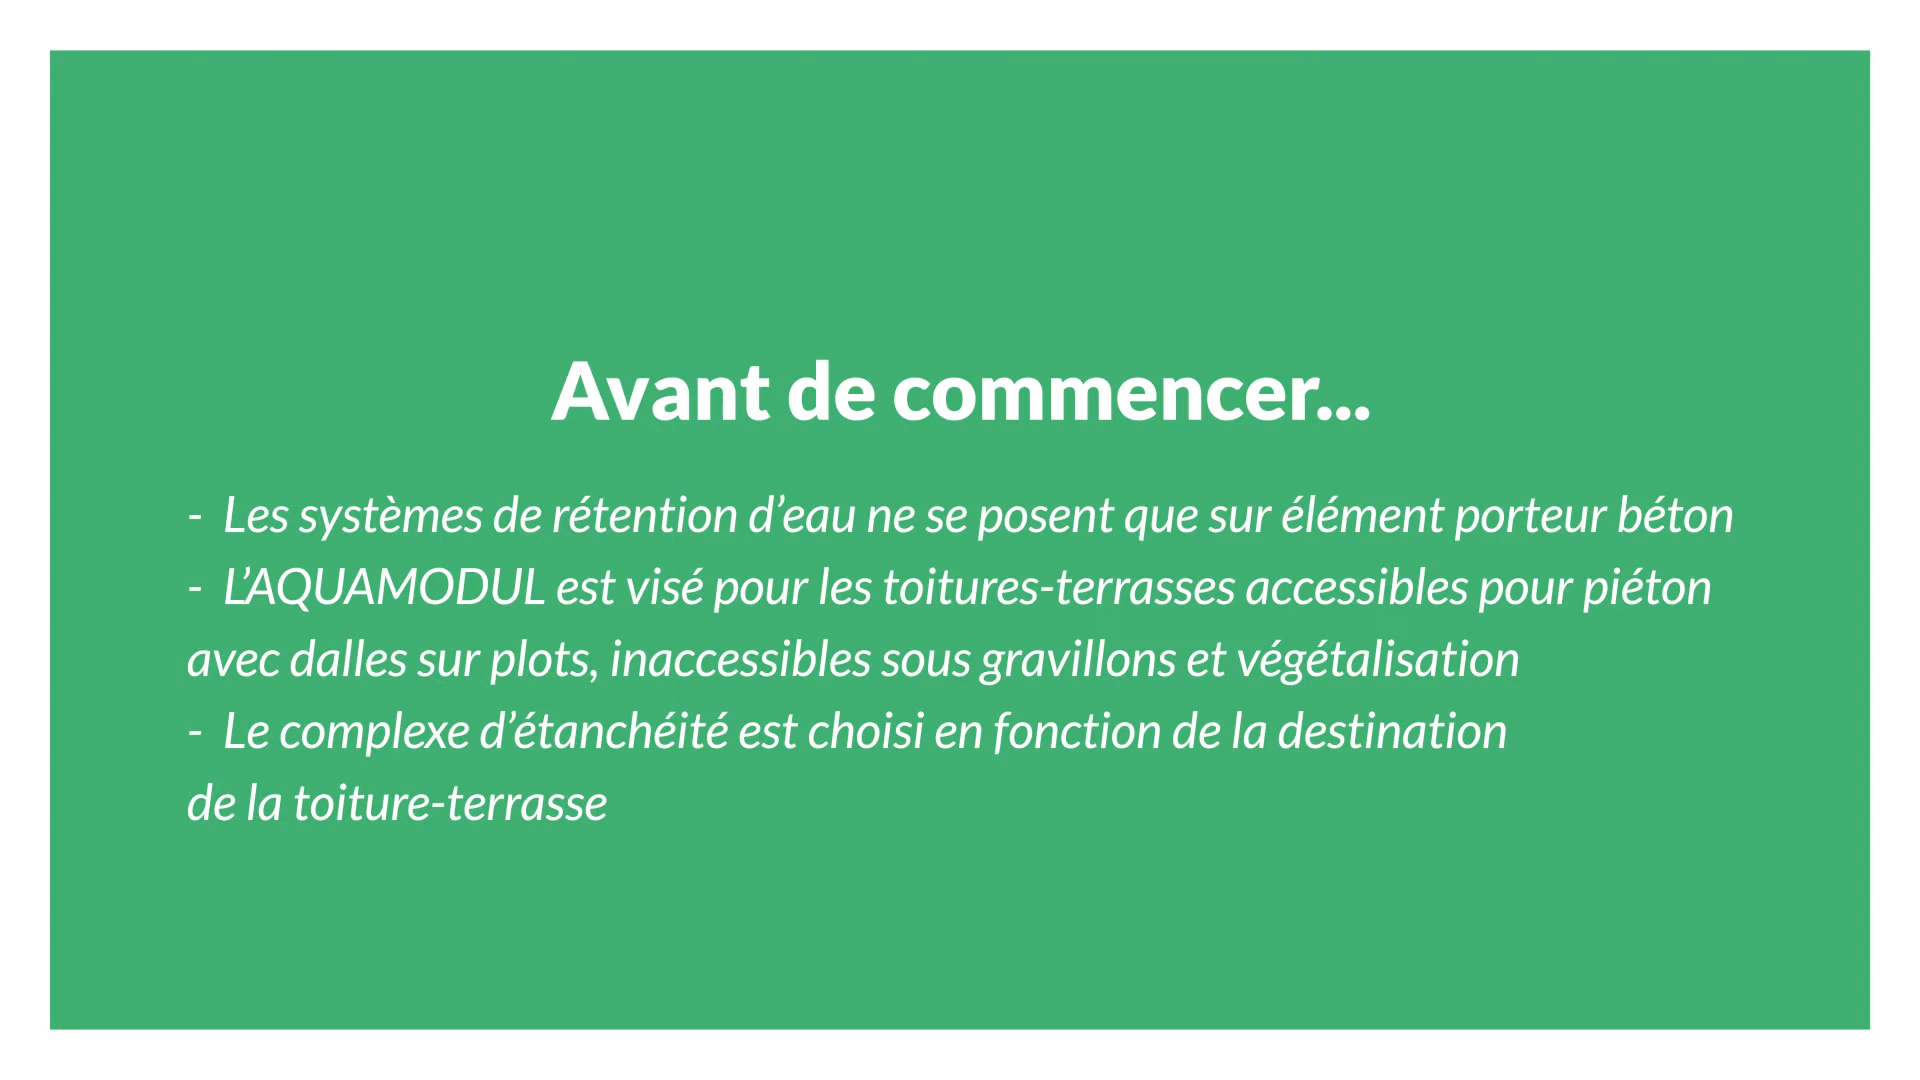 Avant de commencer...
- Les systèmes de rétention d’eau ne se posent que sur élément porteur béton
- L’AQUAMODUL est visé pour les toitures-terrasses accessibles pour piéton
avec dalles sur plots, inaccessibles sous gravillons et végétalisation
- Le complexe d’étanchéité est choisi en fonction de la destination
de la toiture-terrasse